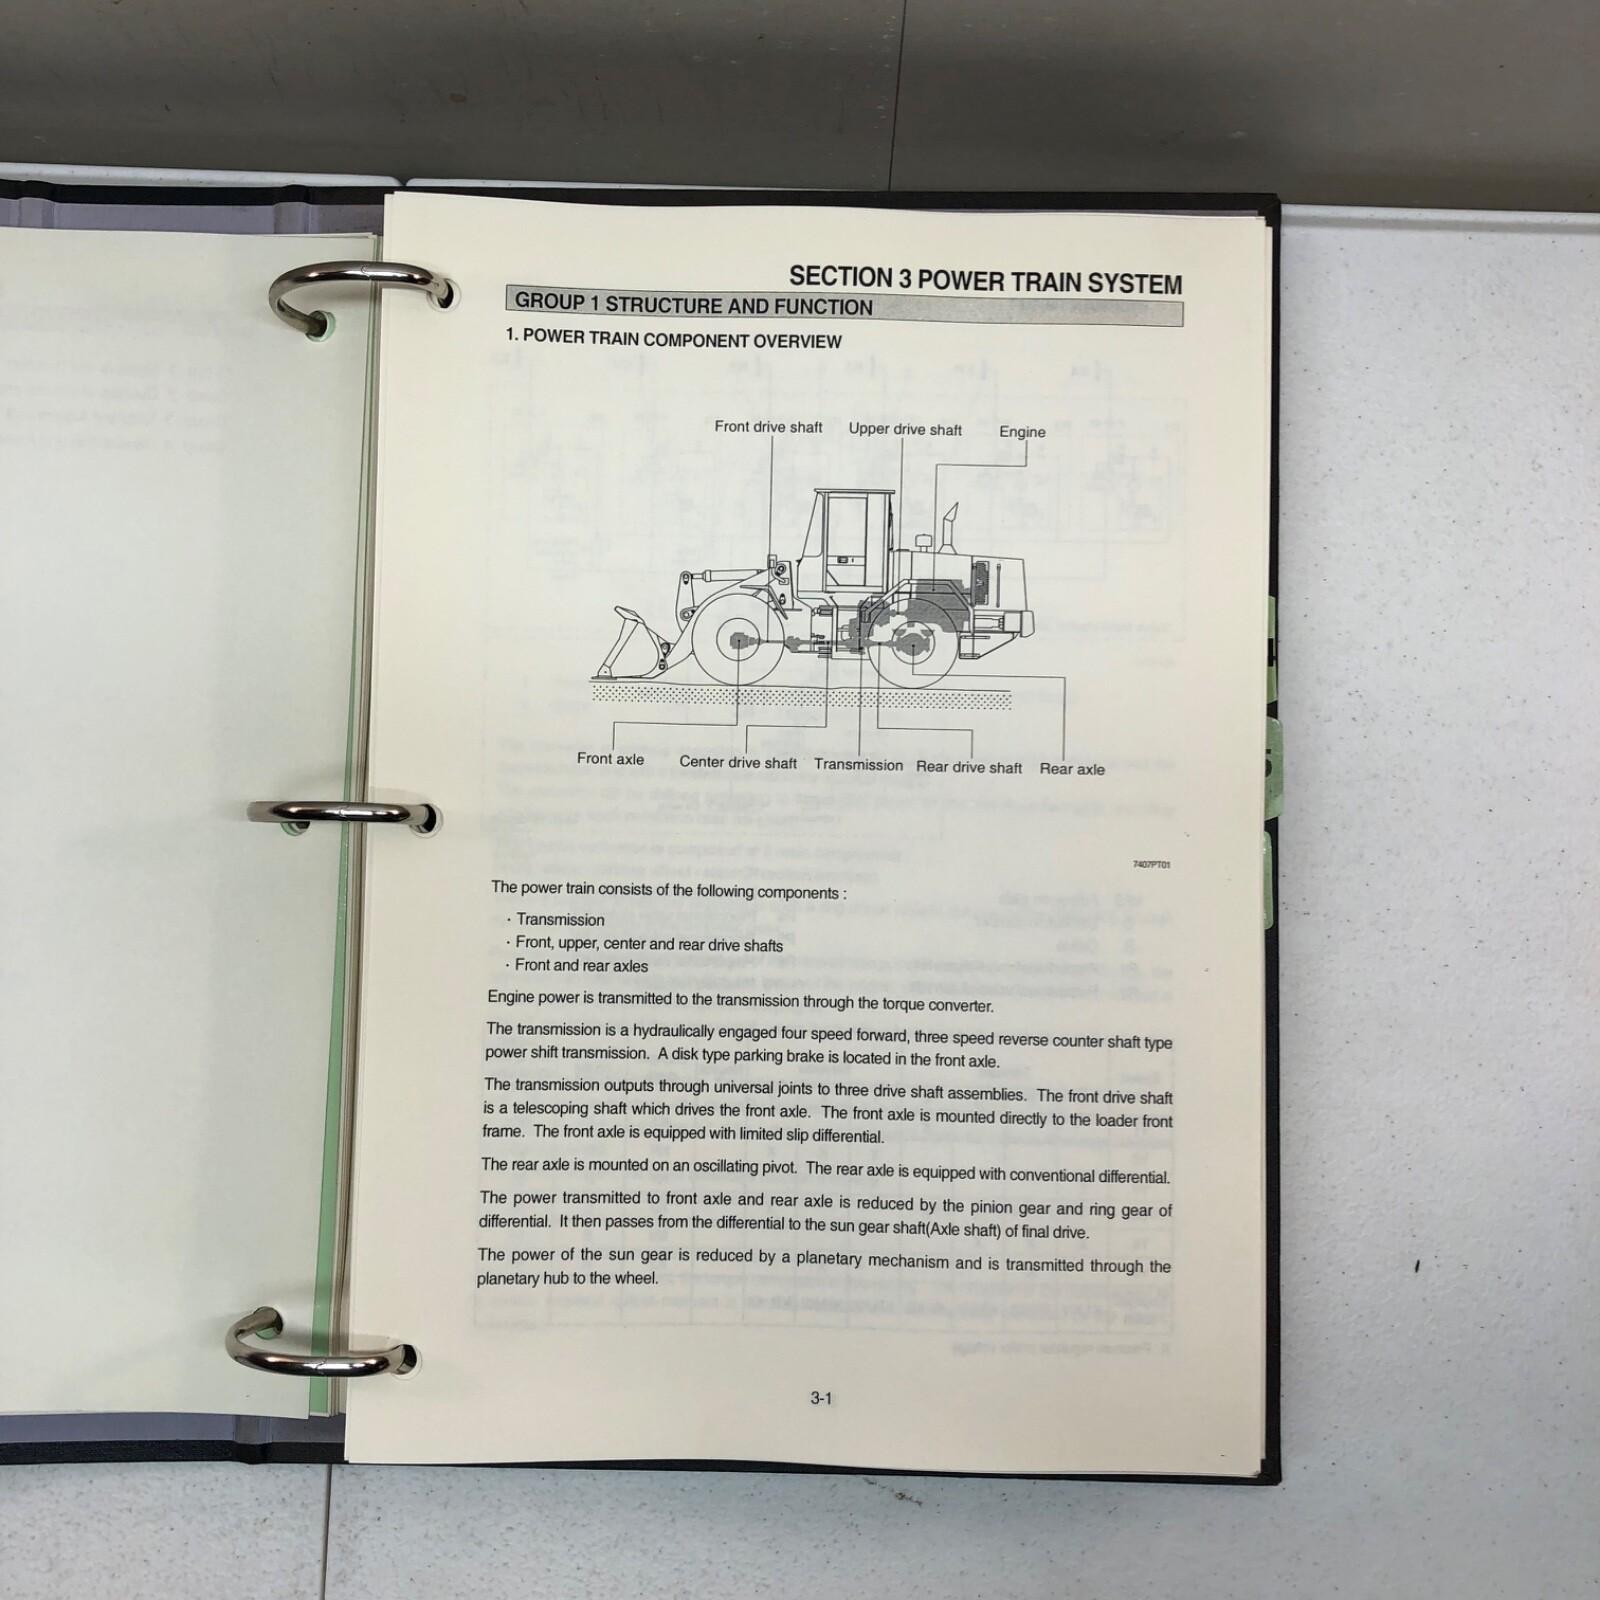 SECTION 3 POWER TRAIN SYSTEM
GROUP 1 STRUCTURE AND FUNCTION
1. POWER TRAIN COMPONENT OVERVIEW
Front drive shaft Upper drive shaft Engine
Front axle Center drive shaft Transmission Rear drive shaft Rear axle
7407PT01
The power train consists of the following components :
· Transmission
· Front, upper, center and rear drive shafts
· Front and rear axles
Engine power is transmitted to the transmission through the torque converter.
The transmission is a hydraulically engaged four speed forward, three speed reverse counter shaft type
power shift transmission. A disk type parking brake is located in the front axle.
The transmission outputs through universal joints to three drive shaft assemblies. The front drive shaft
is a telescoping shaft which drives the front axle. The front axle is mounted directly to the loader front
frame. The front axle is equipped with limited slip differential.
The rear axle is mounted on an oscillating pivot. The rear axle is equipped with conventional differential.
The power transmitted to front axle and rear axle is reduced by the pinion gear and ring gear of
differential. It then passes from the differential to the sun gear shaft(Axle shaft) of final drive.
The power of the sun gear is reduced by a planetary mechanism and is transmitted through the
planetary hub to the wheel.
3-1
5